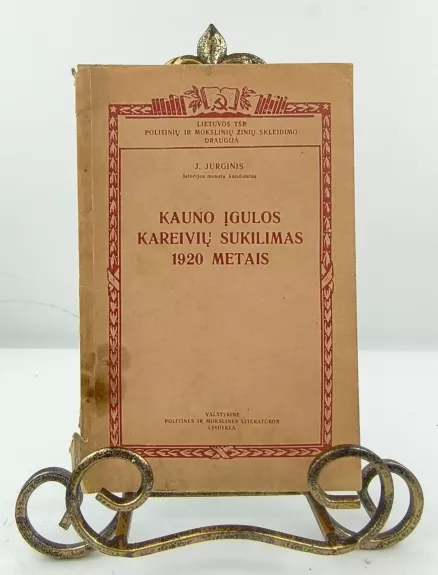 LIETUVOS TSR
POLITINIŲ IR MOKSLINIŲ ŽINIŲ SKLEIDIMO
DRAUGIJA
J. JURGINIS
Istorijos mokslų kandidatas
KAUNO ĮGULOS
KAREIVIŲ SUKILIMAS
1920 METAIS
VALSTYBINĖ
POLITINĖS IR MOKSLINĖS LITERATŪROS
LEIDYKLA